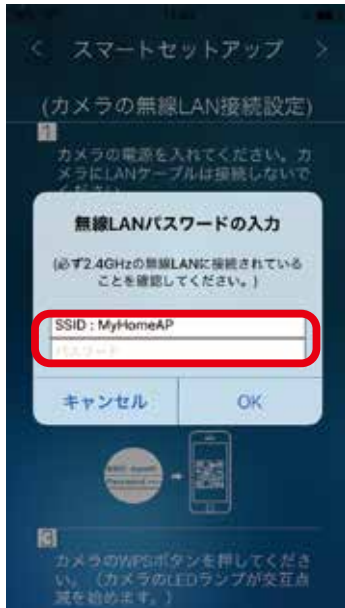 スマートセットアップ
(カメラの無線LAN接続設定)
1
カメラの電源を入れてください。カ
メラにLANケーブルは接続しないで
ください。
無線LANパスワードの入力
(必ず2.4GHzの無線LANに接続されている
ことを確認してください。)
SSID : MyHomeAP
パスワード
キャンセル
OK
カメラのWPSボタンを押してくださ
い。(カメラのLEDランプが交互点
滅を始めます。)